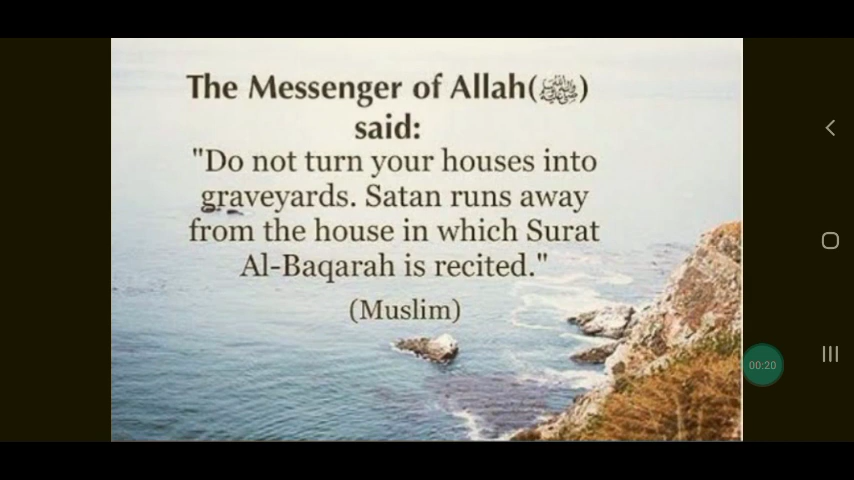 The Messenger of Allah(ﷺ)
said:
"Do not turn your houses into
graveyards. Satan runs away
from the house in which Surat
Al-Baqarah is recited."
(Muslim)
00:20